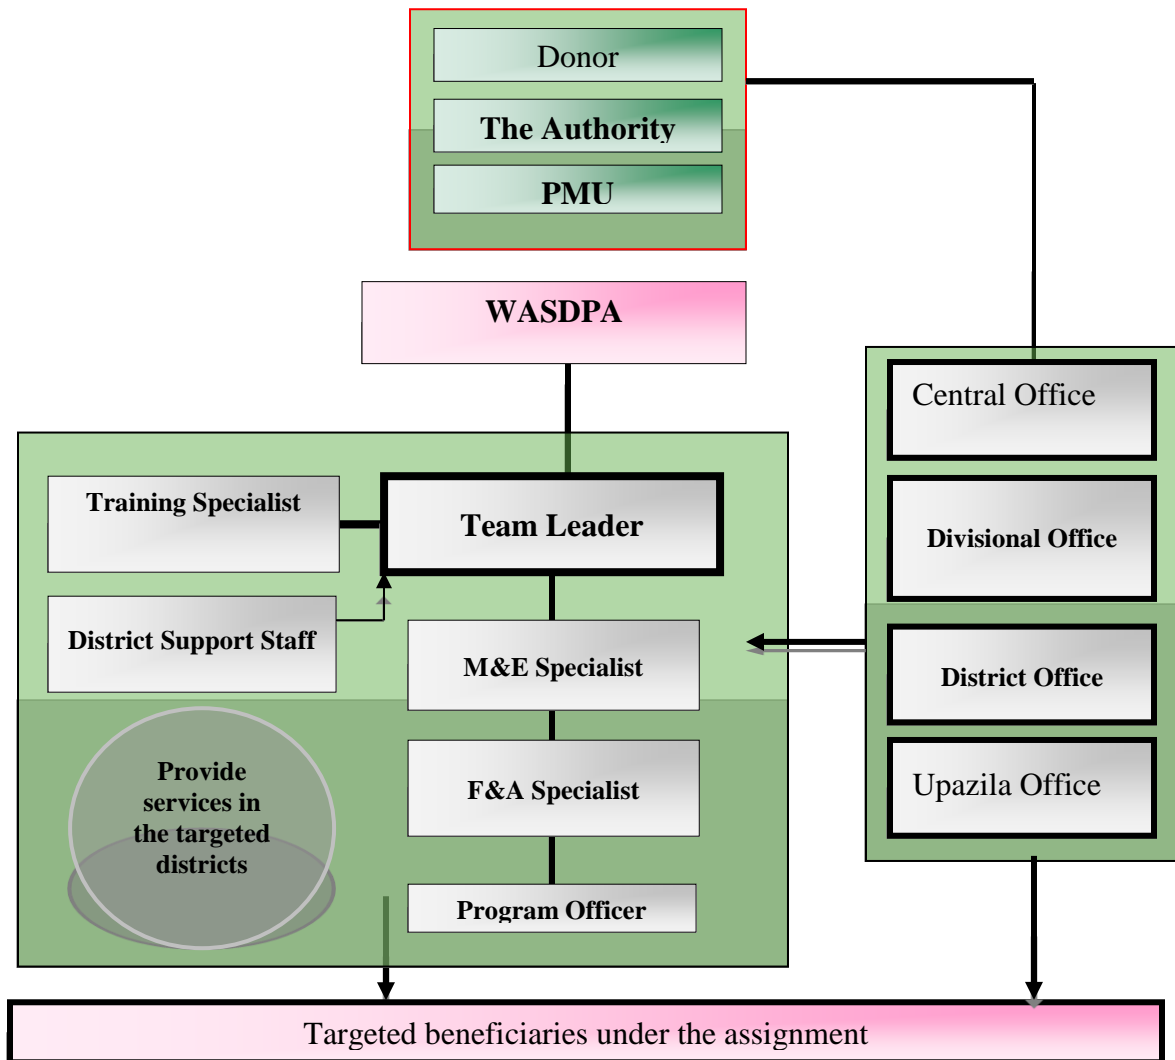 Donor
The Authority
PMU
WASDPA
Central Office
Training Specialist
Team Leader
Divisional Office
District Support Staff
M&E Specialist
District Office
Provide
services in
the targeted
districts
F&A Specialist
Upazila Office
Program Officer
Targeted beneficiaries under the assignment